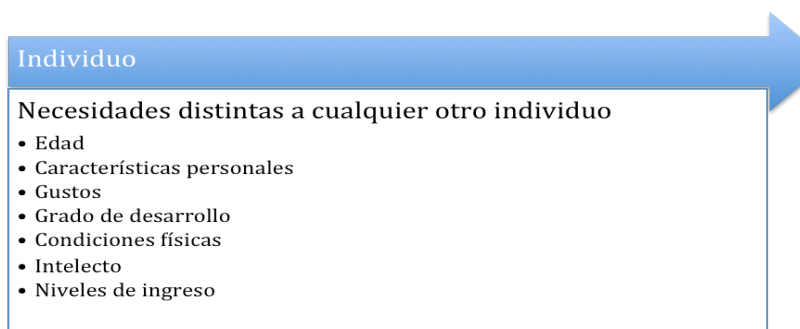 Individuo
Necesidades distintas a cualquier otro individuo
• Edad
• Características personales
• Gustos
• Grado de desarrollo
• Condiciones físicas
• Intelecto
• Niveles de ingreso